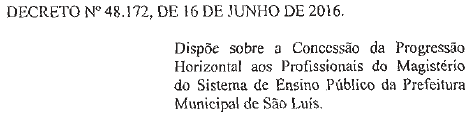 DECRETO Nº 48.172, DE 16 DE JUNHO DE 2016.
Dispõe sobre a Concessão da Progressão
Horizontal aos Profissionais do Magistério
do Sistema de Ensino Público da Prefeitura
Municipal de São Luís.